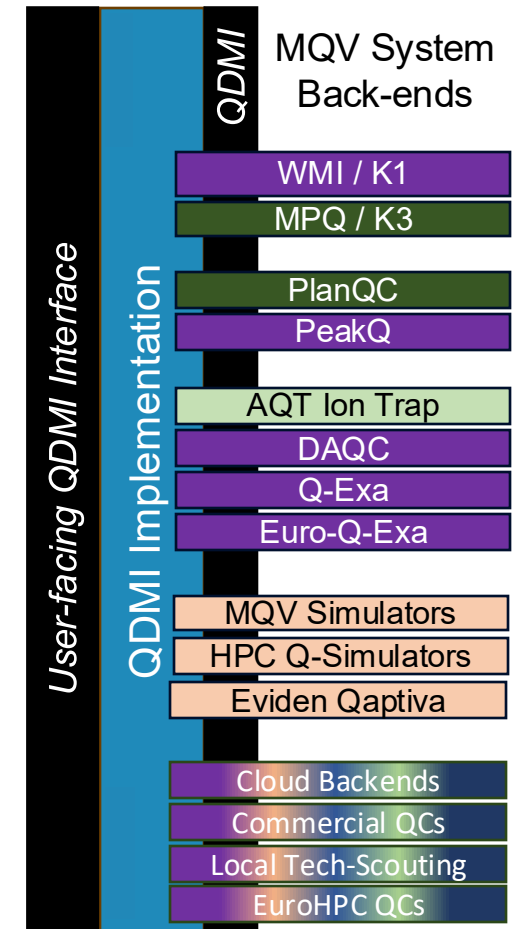 User-facing QDMI Interface
QDMI Implementation
QDMI
MQV System
Back-ends
WMI / K1
MPQ / K3
PlanQC
PeakQ
AQT Ion Trap
DAQC
Q-Exa
Euro-Q-Exa
MQV Simulators
HPC Q-Simulators
Eviden Qaptiva
Cloud Backends
Commercial QCs
Local Tech-Scouting
EuroHPC QCs